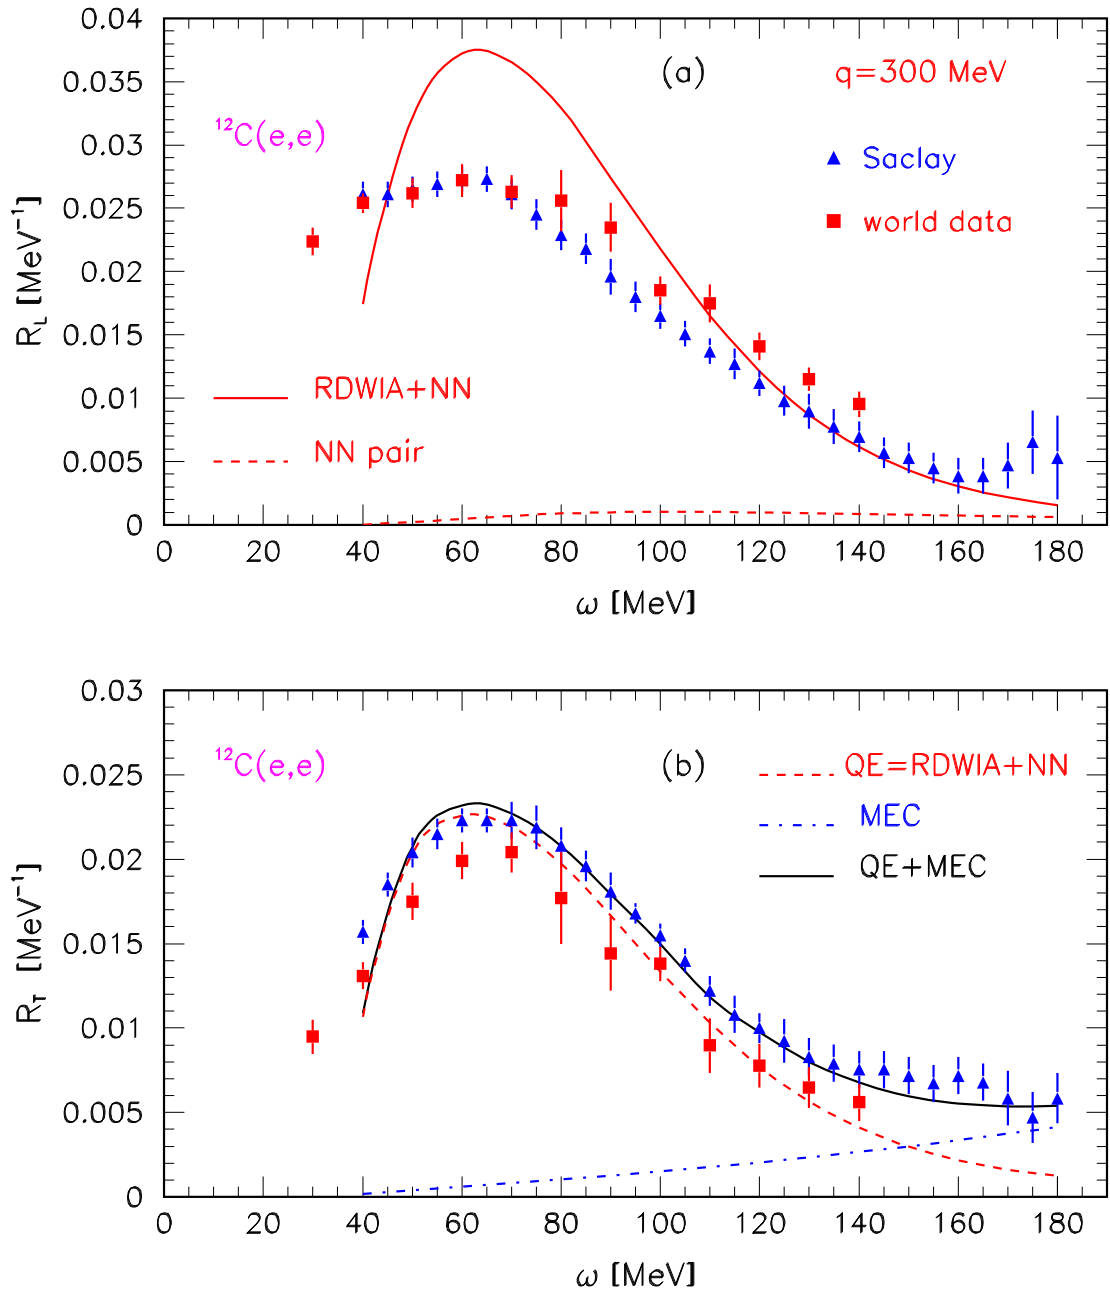 0.04
(a)
q=300 MeV
0.035
¹²C(e,e)
0.03
Saclay
0.025
world data
R_L [MeV⁻¹]
0.02
0.015
RDWIA+NN
0.01
NN pair
0.005
0
0 20 40 60 80 100 120 140 160 180
ω [MeV]
0.03
¹²C(e,e)
(b)
QE=RDWIA+NN
0.025
MEC
QE+MEC
0.02
R_T [MeV⁻¹]
0.015
0.01
0.005
0
0 20 40 60 80 100 120 140 160 180
ω [MeV]